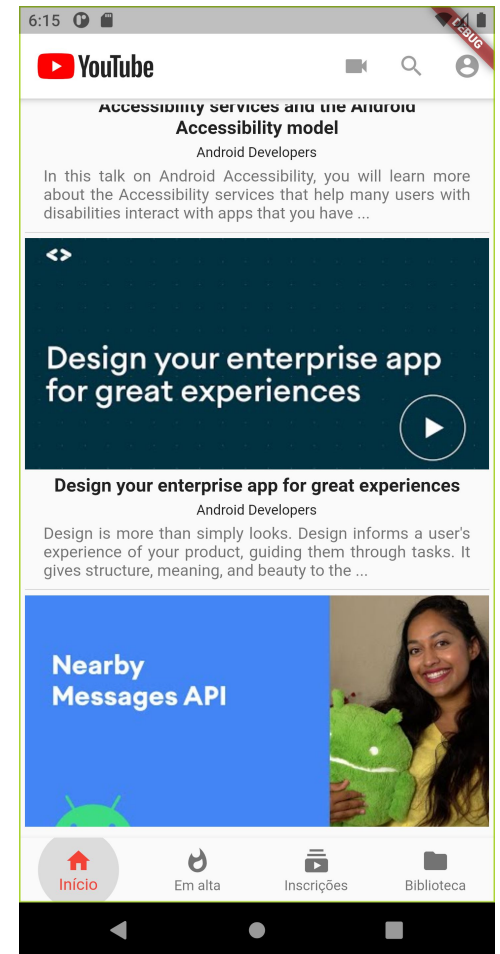 6:15
DEBUG
YouTube
Accessibility services and the Android
Accessibility model
Android Developers
In this talk on Android Accessibility, you will learn more
about the Accessibility services that help many users with
disabilities interact with apps that you have ...
<>
Design your enterprise app
for great experiences
Design your enterprise app for great experiences
Android Developers
Design is more than simply looks. Design informs a user's
experience of your product, guiding them through tasks. It
gives structure, meaning, and beauty to the ...
Nearby
Messages API
Início
Em alta
Inscrições
Biblioteca